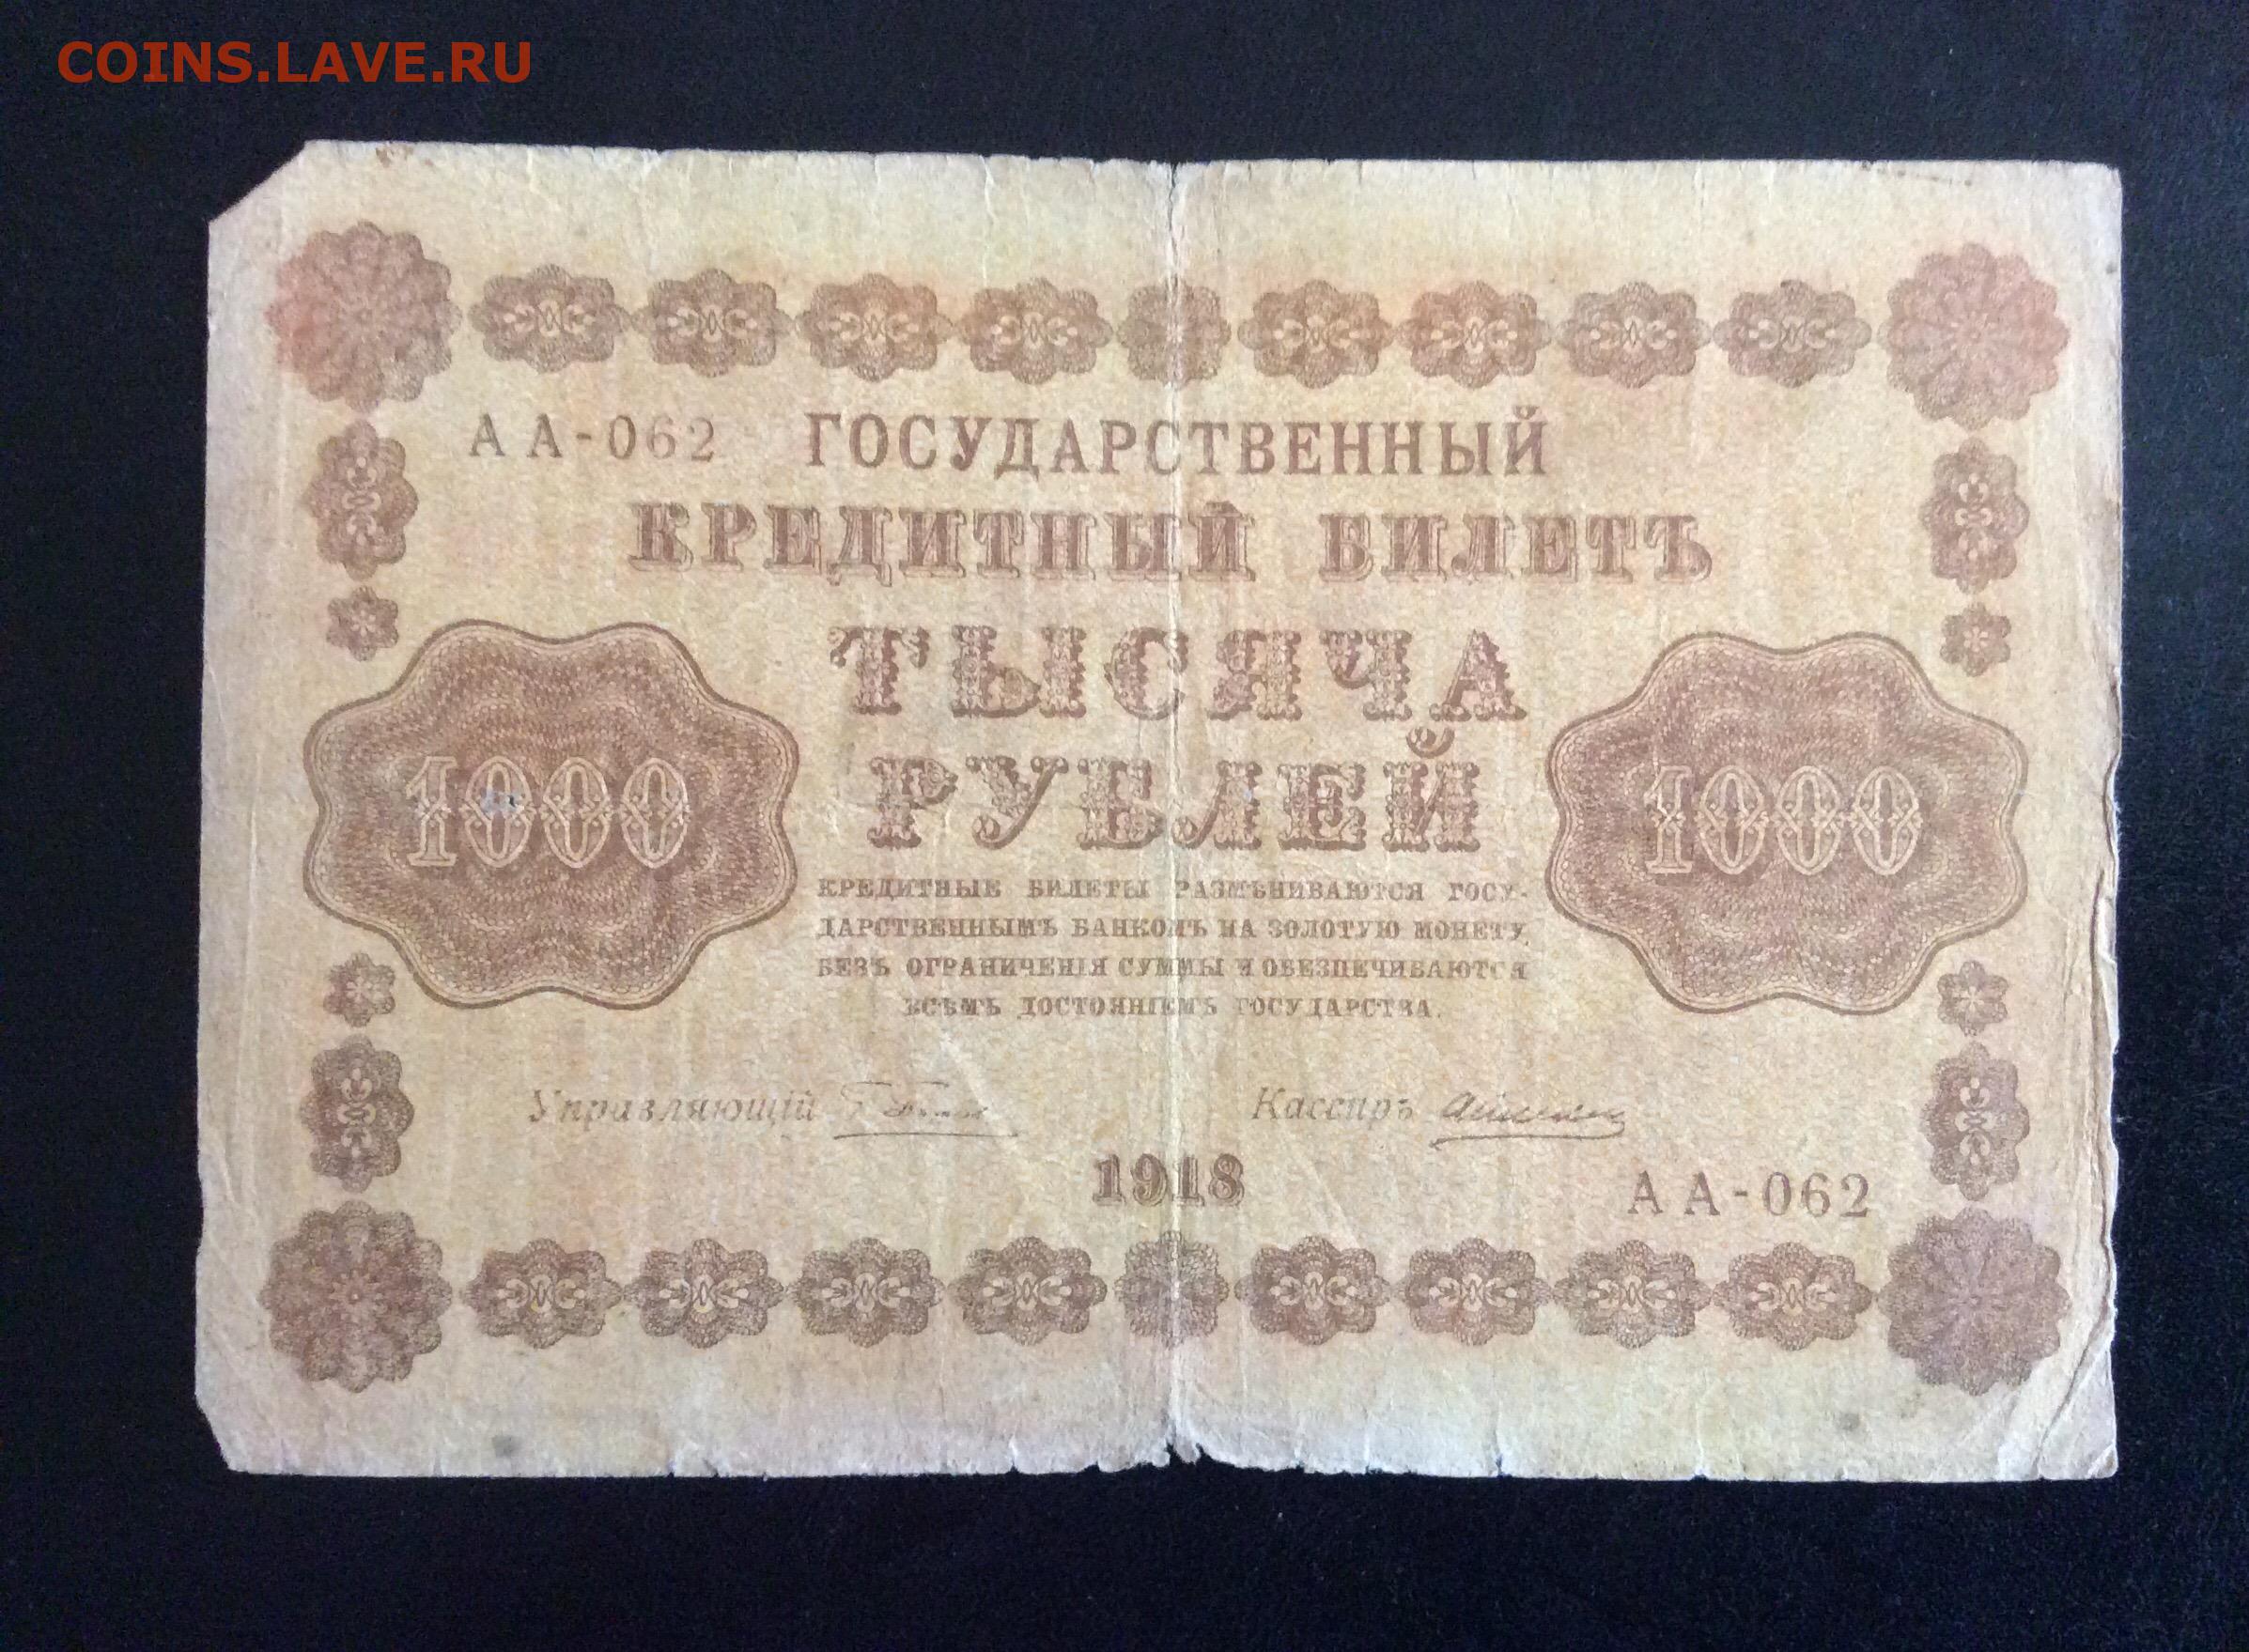 COINS.LAVE.RU
АА-062 ГОСУДАРСТВЕННЫЙ
КРЕДИТНЫЙ БИЛЕТЪ
ТЫСЯЧА
РУБЛЕЙ
1000
1000
КРЕДИТНЫЕ БИЛЕТЫ РАЗМѢНИВАЮТСЯ ГОСУ-
ДАРСТВЕННЫМЪ БАНКОМЪ НА ЗОЛОТУЮ МОНЕТУ
БЕЗЪ ОГРАНИЧЕНІЯ СУММЫ И ОБЕЗПЕЧИВАЮТСЯ
ВСѢМЪ ДОСТОЯНІЕМЪ ГОСУДАРСТВА.
Управляющій Кассиръ
1918
АА-062